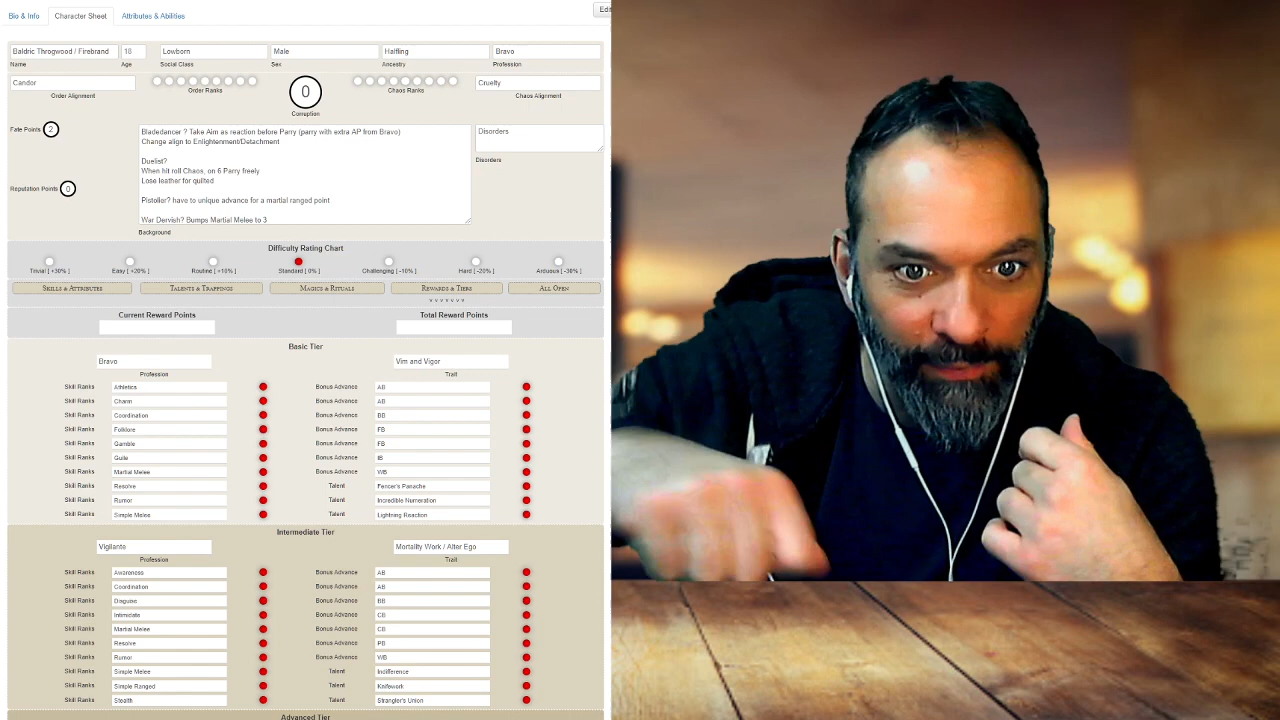 Bio & Info Character Sheet Attributes & Abilities
Baldric Throgwood / Firebrand 18 Lowborn Male Halfling Bravo
Name Age Social Class Sex Ancestry Profession
Candor 0 Cruelty
Order Alignment Order Ranks Corruption Chaos Ranks Chaos Alignment
Fate Points 2
Reputation Points 0
Bladedancer ? Take Aim as reaction before Parry (parry with extra AP from Bravo)
Change align to Enlightenment/Detachment
Duelist?
When hit roll Chaos, on 6 Parry freely
Lose leather for quilted
Pistolier? have to unique advance for a martial ranged point
War Dervish? Bumps Martial Melee to 3
Background
Disorders
Disorders
Difficulty Rating Chart
Trivial [ +30% ] Easy [ +20% ] Routine [ +10% ] Standard [ 0% ] Challenging [ -10% ] Hard [ -20% ] Arduous [ -30% ]
Skills & Attributes Talents & Trappings Magics & Rituals Rewards & Tiers All Open
v v v v v v v
Current Reward Points Total Reward Points
Basic Tier
Bravo Vim and Vigor
Profession Trait
Skill Ranks Athletics Bonus Advance AB
Skill Ranks Charm Bonus Advance AB
Skill Ranks Coordination Bonus Advance BB
Skill Ranks Folklore Bonus Advance FB
Skill Ranks Gamble Bonus Advance FB
Skill Ranks Guile Bonus Advance IB
Skill Ranks Martial Melee Bonus Advance WB
Skill Ranks Resolve Talent Fencer's Panache
Skill Ranks Rumor Talent Incredible Numeration
Skill Ranks Simple Melee Talent Lightning Reaction
Intermediate Tier
Vigilante Mortality Work / Alter Ego
Profession Trait
Skill Ranks Awareness Bonus Advance AB
Skill Ranks Coordination Bonus Advance AB
Skill Ranks Disguise Bonus Advance BB
Skill Ranks Intimidate Bonus Advance CB
Skill Ranks Martial Melee Bonus Advance CB
Skill Ranks Resolve Bonus Advance PB
Skill Ranks Rumor Bonus Advance WB
Skill Ranks Simple Melee Talent Indifference
Skill Ranks Simple Ranged Talent Knifework
Skill Ranks Stealth Talent Strangler's Union
Advanced Tier